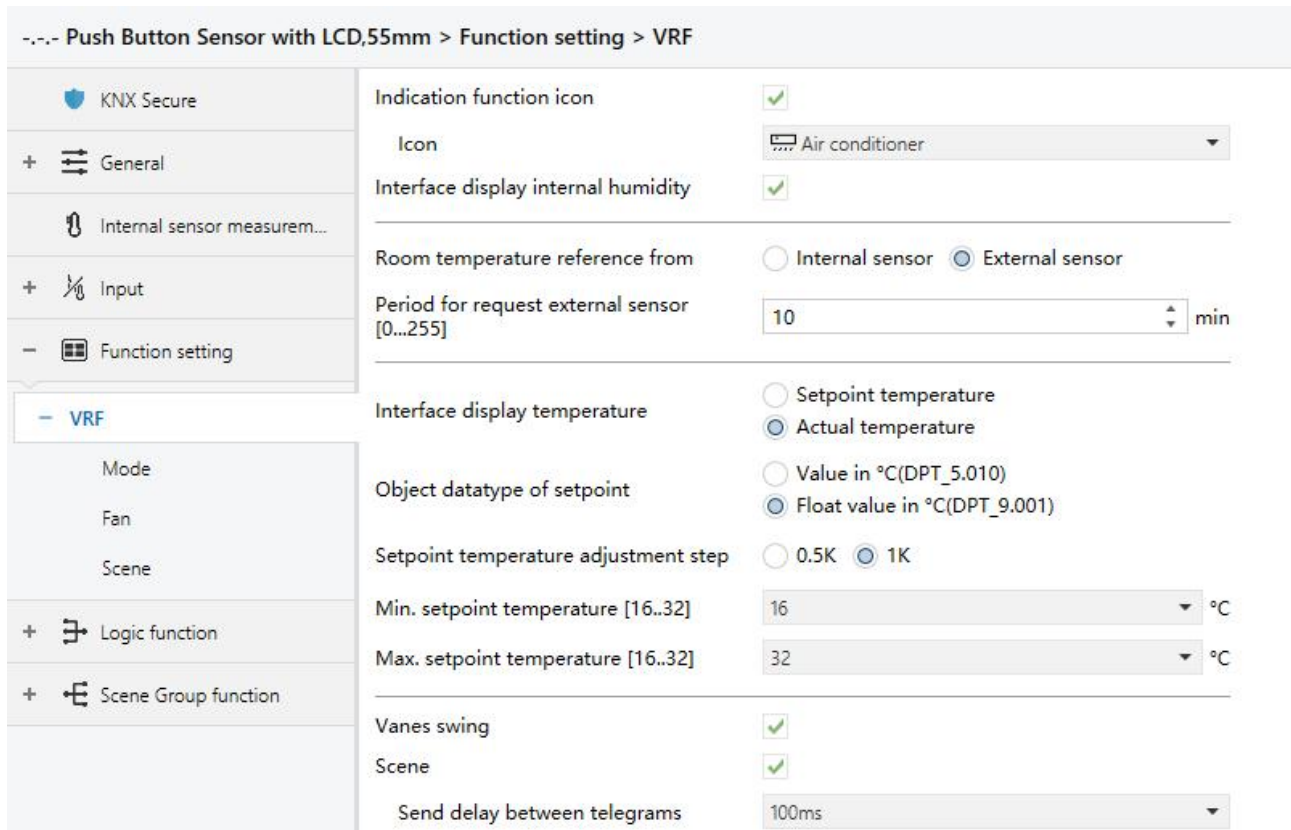 -.-.- Push Button Sensor with LCD,55mm > Function setting > VRF
KNX Secure
+ General
Internal sensor measurem...
+ Input
− Function setting
− VRF
Mode
Fan
Scene
+ Logic function
+ Scene Group function
Indication function icon
Icon Air conditioner
Interface display internal humidity
Room temperature reference from Internal sensor External sensor
Period for request external sensor
[0...255] 10 min
Interface display temperature Setpoint temperature
Actual temperature
Object datatype of setpoint Value in °C(DPT_5.010)
Float value in °C(DPT_9.001)
Setpoint temperature adjustment step 0.5K 1K
Min. setpoint temperature [16..32] 16 °C
Max. setpoint temperature [16..32] 32 °C
Vanes swing
Scene
Send delay between telegrams 100ms